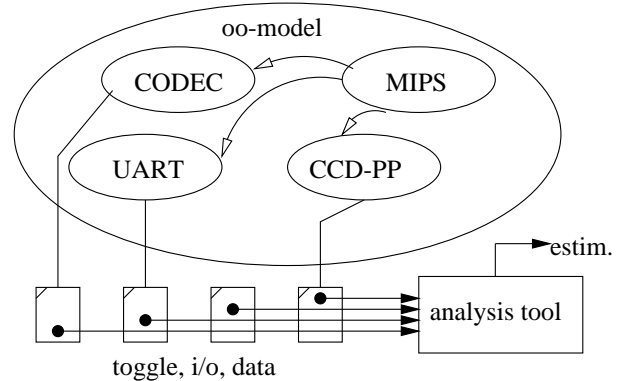 oo-model
CODEC
MIPS
UART
CCD-PP
estim.
analysis tool
toggle, i/o, data